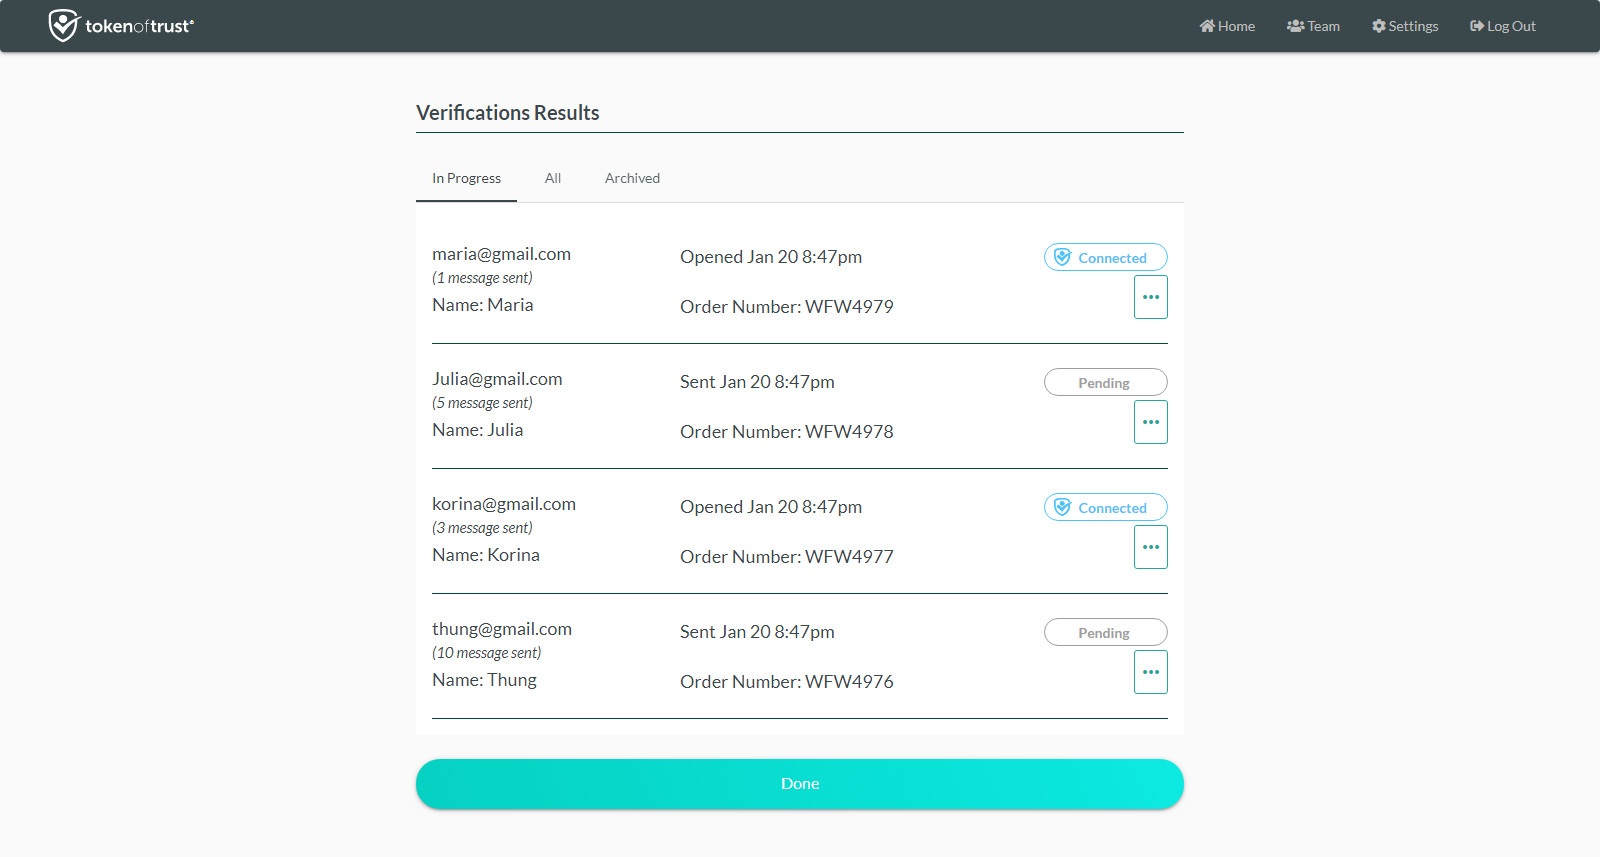 tokenoftrust®
Home Team Settings Log Out
Verifications Results
In Progress All Archived
maria@gmail.com Opened Jan 20 8:47pm Connected
(1 message sent)
Name: Maria Order Number: WFW4979
Julia@gmail.com Sent Jan 20 8:47pm Pending
(5 message sent)
Name: Julia Order Number: WFW4978
korina@gmail.com Opened Jan 20 8:47pm Connected
(3 message sent)
Name: Korina Order Number: WFW4977
thung@gmail.com Sent Jan 20 8:47pm Pending
(10 message sent)
Name: Thung Order Number: WFW4976
Done